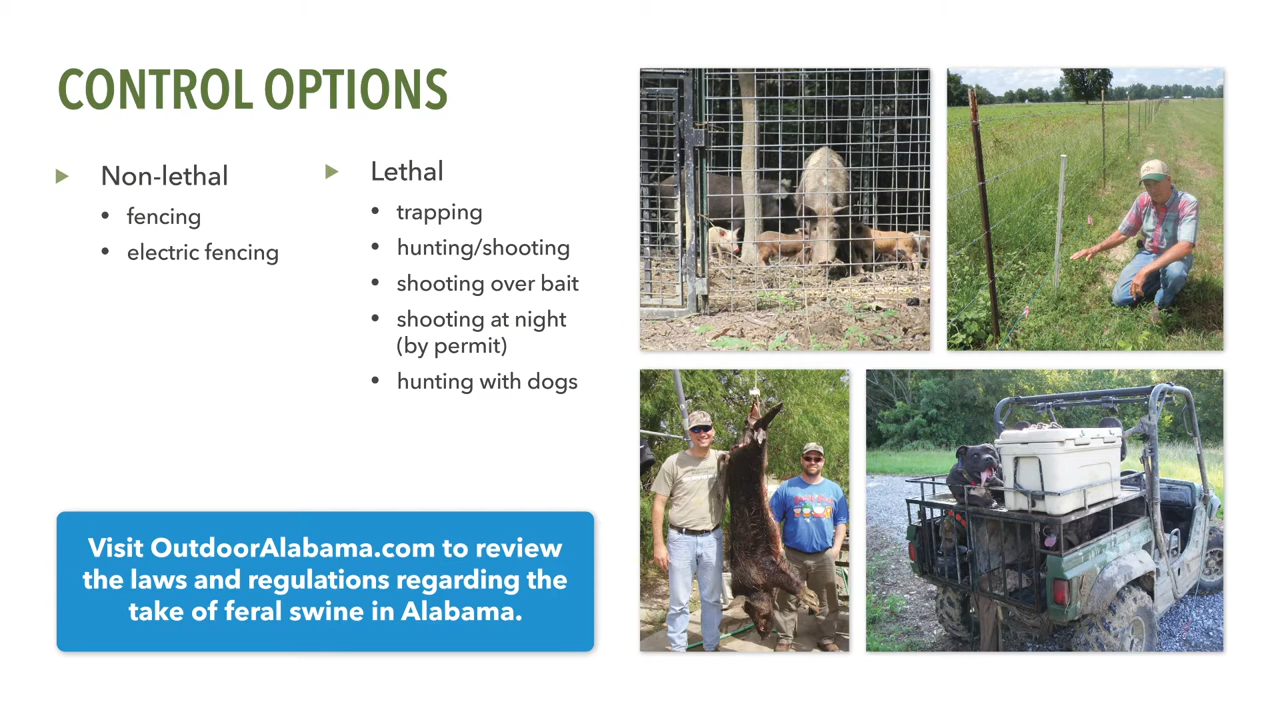 CONTROL OPTIONS
Non-lethal
• fencing
• electric fencing
Lethal
• trapping
• hunting/shooting
• shooting over bait
• shooting at night
(by permit)
• hunting with dogs
Visit OutdoorAlabama.com to review
the laws and regulations regarding the
take of feral swine in Alabama.